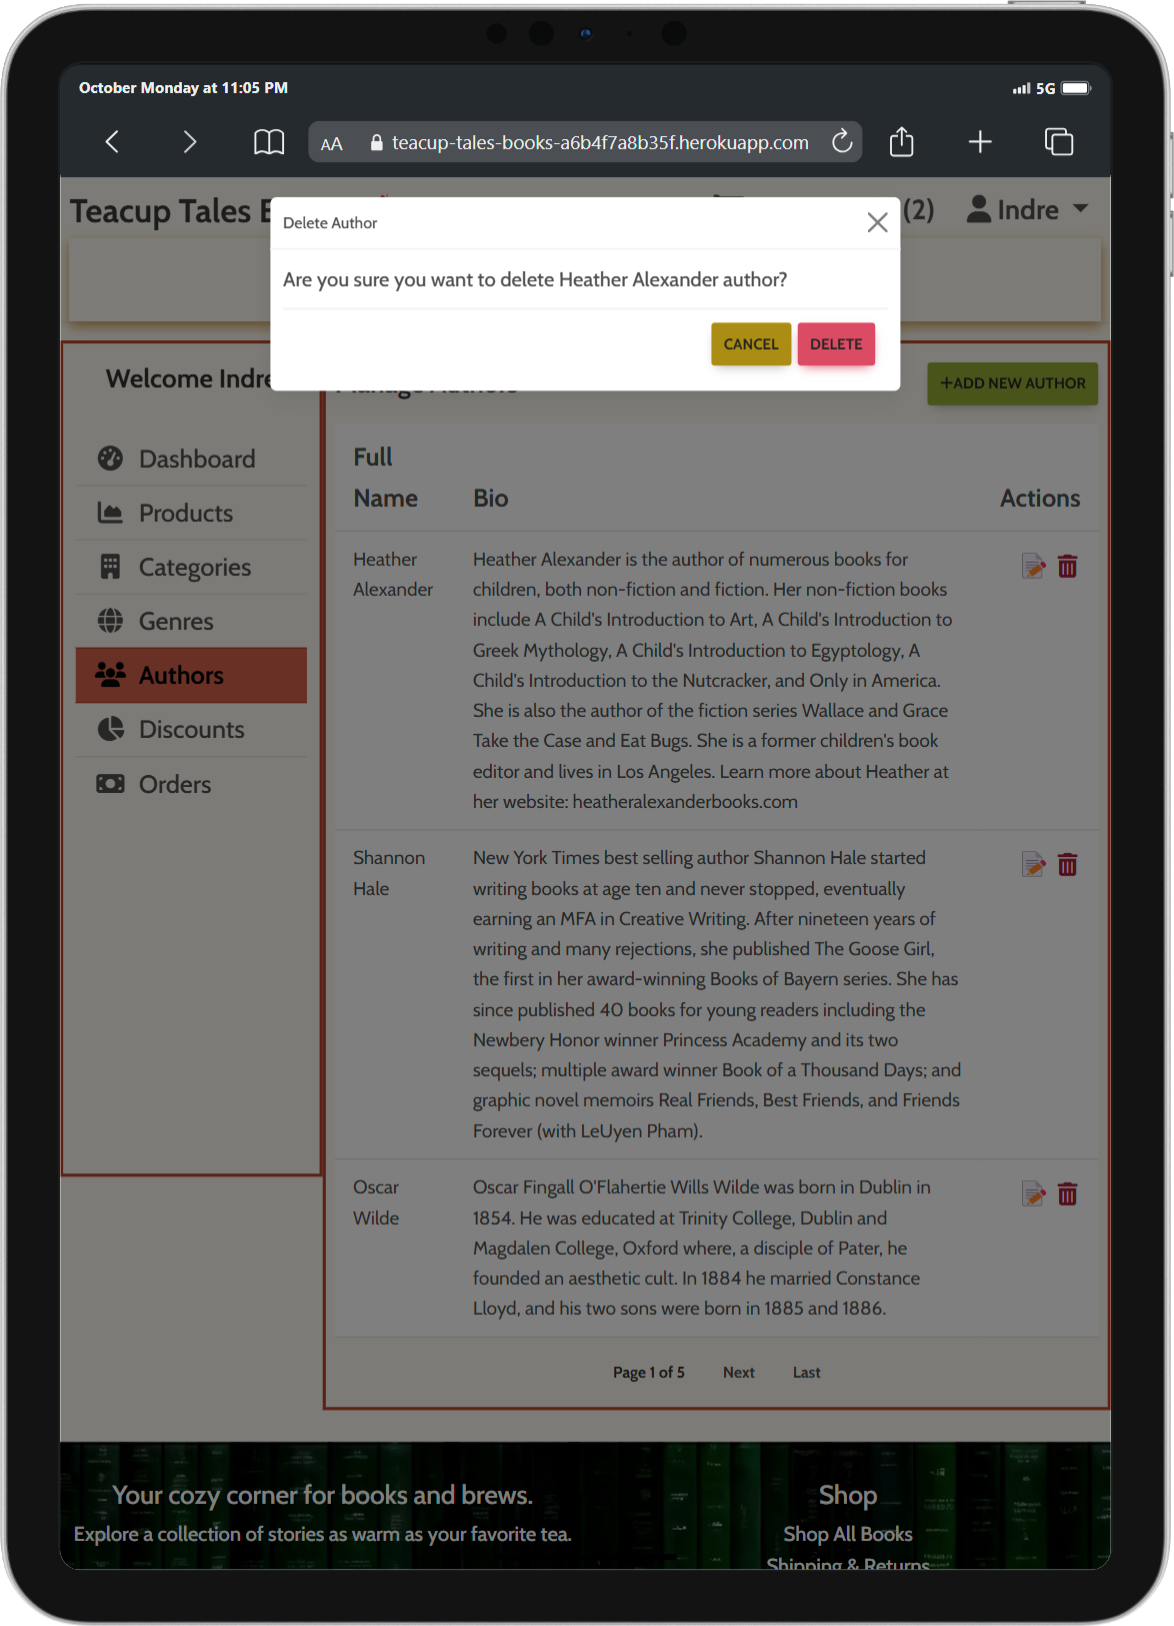 October Monday at 11:05 PM
5G
AA
teacup-tales-books-a6b4f7a8b35f.herokuapp.com
Teacup Tales
(2)
Indre
Delete Author
Are you sure you want to delete Heather Alexander author?
CANCEL
DELETE
Welcome Indre
Manage Authors
+ADD NEW AUTHOR
Dashboard
Products
Categories
Genres
Authors
Discounts
Orders
Full
Name
Bio
Actions
Heather
Alexander
Heather Alexander is the author of numerous books for
children, both non-fiction and fiction. Her non-fiction books
include A Child's Introduction to Art, A Child's Introduction to
Greek Mythology, A Child's Introduction to Egyptology, A
Child's Introduction to the Nutcracker, and Only in America.
She is also the author of the fiction series Wallace and Grace
Take the Case and Eat Bugs. She is a former children's book
editor and lives in Los Angeles. Learn more about Heather at
her website: heatheralexanderbooks.com
Shannon
Hale
New York Times best selling author Shannon Hale started
writing books at age ten and never stopped, eventually
earning an MFA in Creative Writing. After nineteen years of
writing and many rejections, she published The Goose Girl,
the first in her award-winning Books of Bayern series. She has
since published 40 books for young readers including the
Newbery Honor winner Princess Academy and its two
sequels; multiple award winner Book of a Thousand Days; and
graphic novel memoirs Real Friends, Best Friends, and Friends
Forever (with LeUyen Pham).
Oscar
Wilde
Oscar Fingall O'Flahertie Wills Wilde was born in Dublin in
1854. He was educated at Trinity College, Dublin and
Magdalen College, Oxford where, a disciple of Pater, he
founded an aesthetic cult. In 1884 he married Constance
Lloyd, and his two sons were born in 1885 and 1886.
Page 1 of 5
Next
Last
Your cozy corner for books and brews.
Explore a collection of stories as warm as your favorite tea.
Shop
Shop All Books
Shipping & Returns